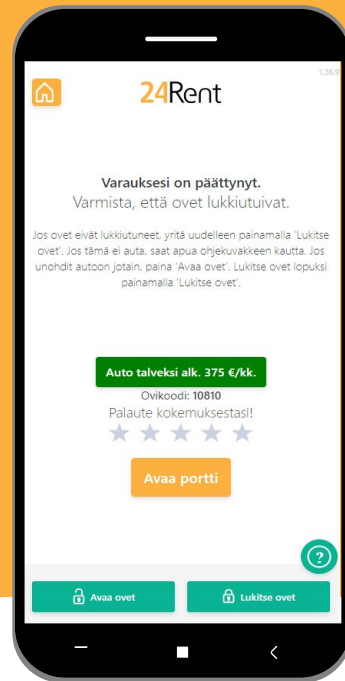 1.36.9
24Rent
Varauksesi on päättynyt.
Varmista, että ovet lukkiutuivat.
Jos ovet eivät lukkiutuneet, yritä uudelleen painamalla 'Lukitse
ovet'. Jos tämä ei auta, saat apua ohjekuvakkeen kautta. Jos
unohdit autoon jotain, paina 'Avaa ovet'. Lukitse ovet lopuksi
painamalla 'Lukitse ovet'.
Auto talveksi alk. 375 €/kk.
Ovikoodi: 10810
Palaute kokemuksestasi!
Avaa portti
?
Avaa ovet
Lukitse ovet